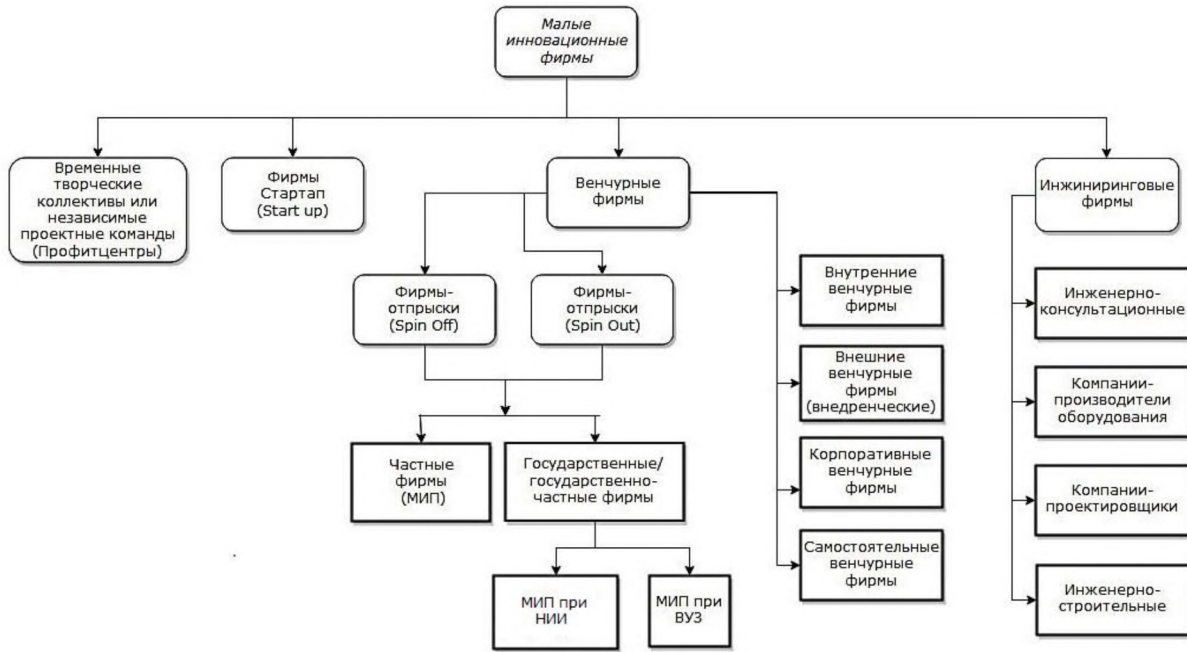 Малые
инновационные
фирмы
Временные
творческие
коллективы или
независимые
проектные команды
(Профитцентры)
Фирмы
Стартап
(Start up)
Венчурные
фирмы
Инжиниринговые
фирмы
Фирмы-
отпрыски
(Spin Off)
Фирмы-
отпрыски
(Spin Out)
Внутренние
венчурные
фирмы
Инженерно-
консультационные
Внешние
венчурные
фирмы
(внедренческие)
Компании-
производители
оборудования
Частные
фирмы
(МИП)
Государственные/
государственно-
частные фирмы
Корпоративные
венчурные
фирмы
Компании-
проектировщики
Самостоятельные
венчурные
фирмы
МИП при
НИИ
МИП при
ВУЗ
Инженерно-
строительные